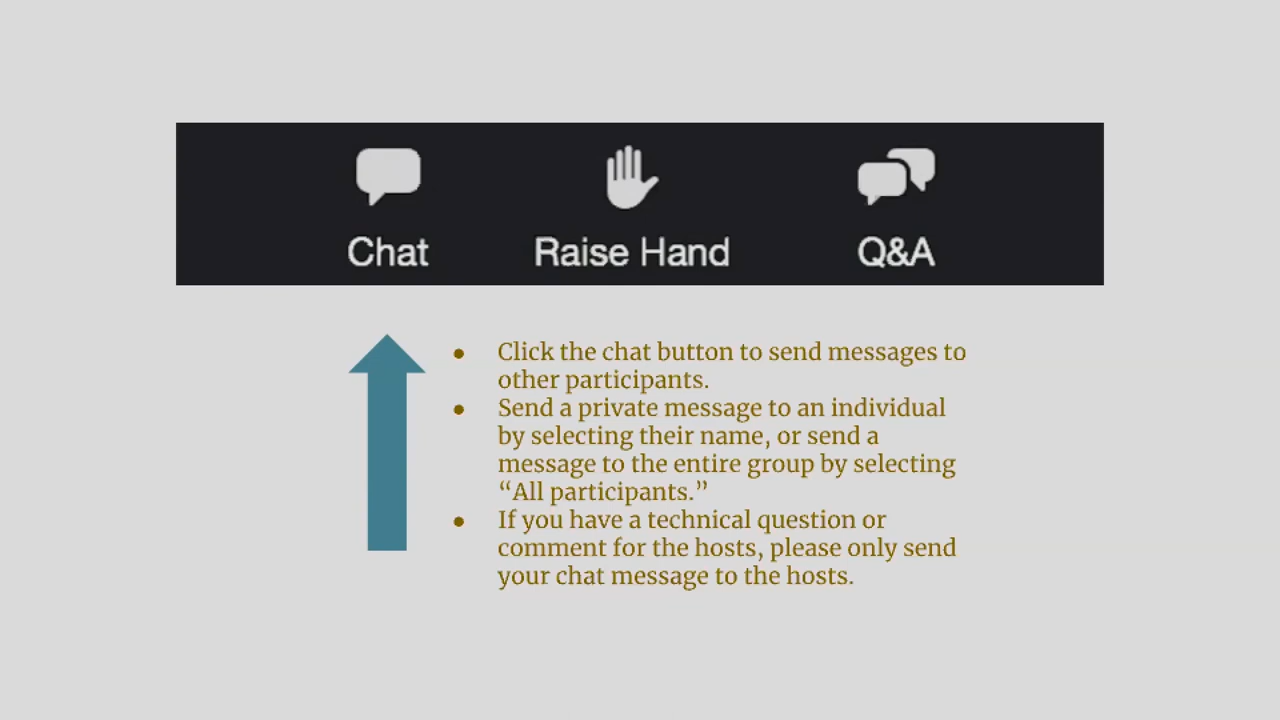 Chat
Raise Hand
Q&A
● Click the chat button to send messages to
other participants.
● Send a private message to an individual
by selecting their name, or send a
message to the entire group by selecting
“All participants.”
● If you have a technical question or
comment for the hosts, please only send
your chat message to the hosts.